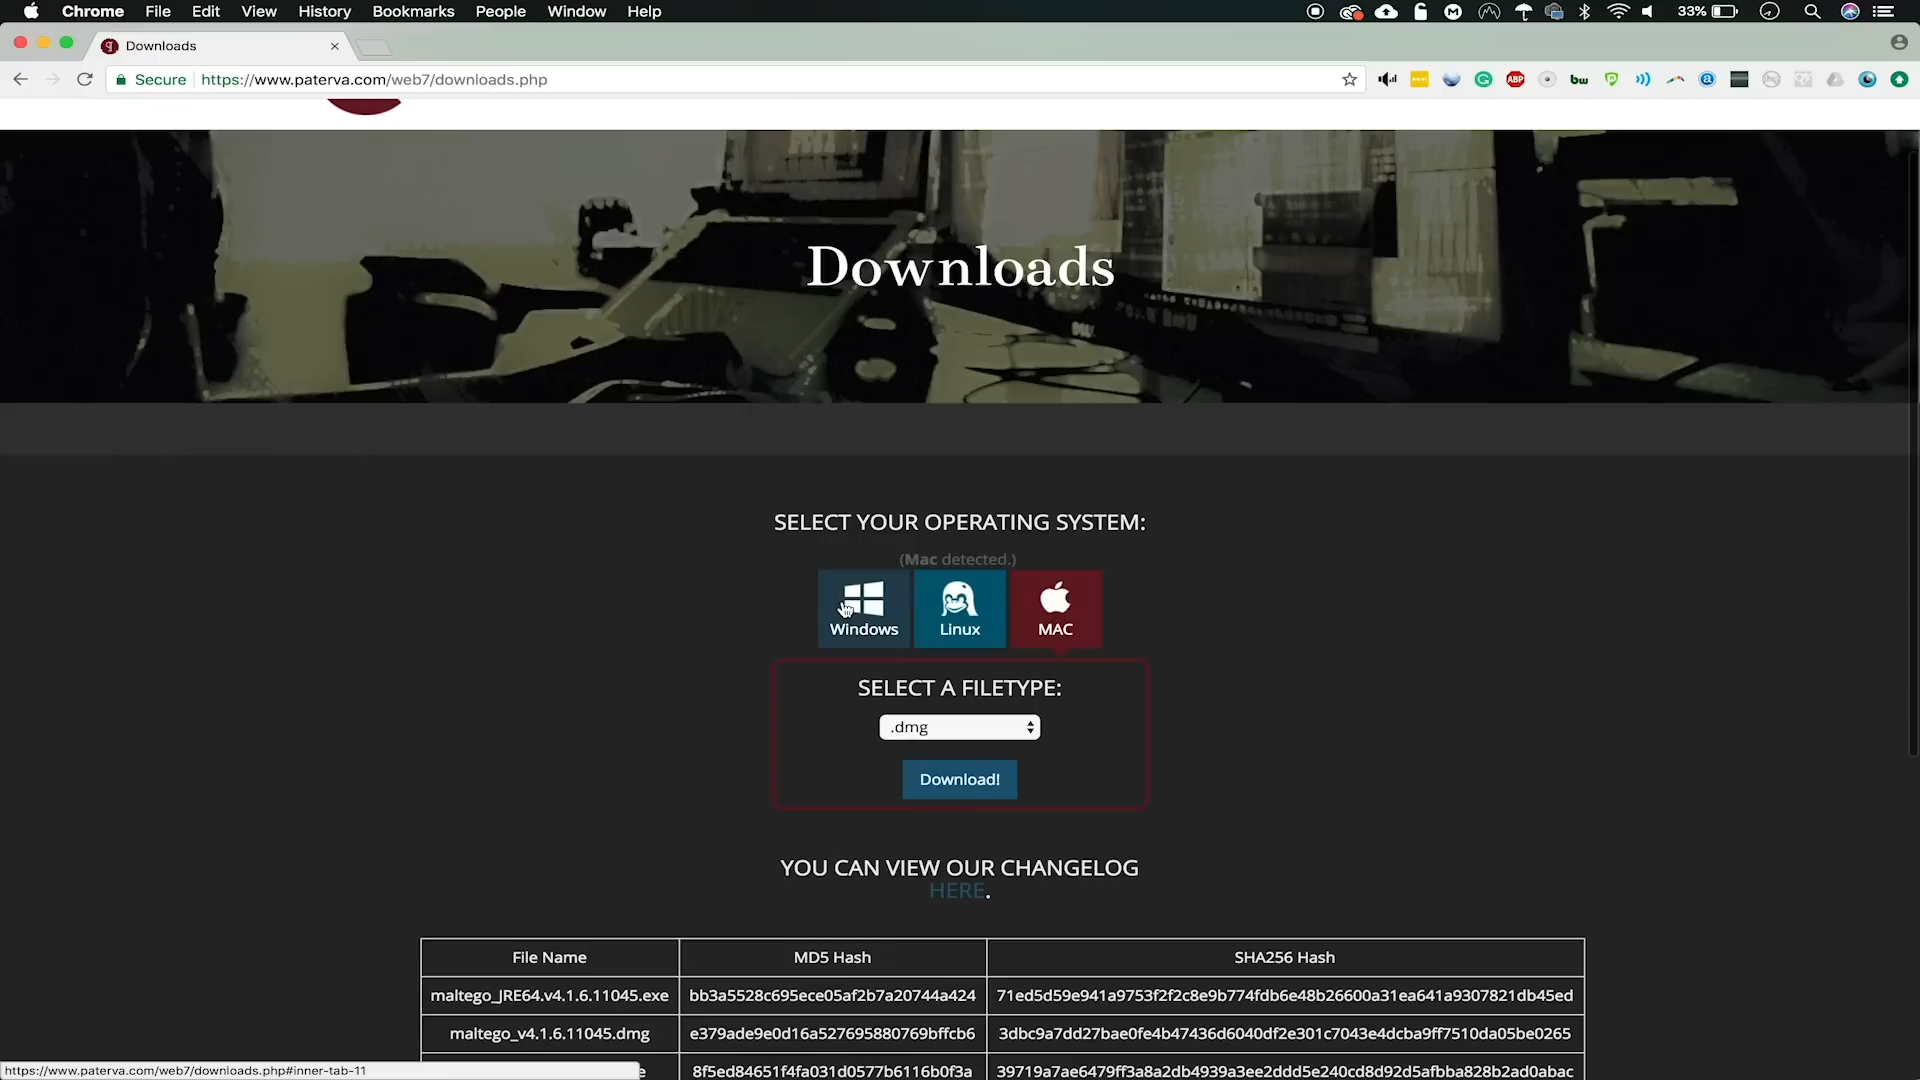 Chrome File Edit View History Bookmarks People Window Help 33%
Downloads
Secure https://www.paterva.com/web7/downloads.php
Downloads
SELECT YOUR OPERATING SYSTEM:
(Mac detected.)
Windows Linux MAC
SELECT A FILETYPE:
.dmg
Download!
YOU CAN VIEW OUR CHANGELOG
HERE.
File Name MD5 Hash SHA256 Hash
maltego_JRE64.v4.1.6.11045.exe bb3a5528c695ece05af2b7a20744a424 71ed5d59e941a9753f2f2c8e9b774fdb6e48b26600a31ea641a9307821db45ed
maltego_v4.1.6.11045.dmg e379ade9e0d16a527695880769bffcb6 3dbc9a7dd27bae0fe4b47436d6040df2e301c7043e4dcba9ff7510da05be0265
e 8f5ed84651f4fa031d0577b6116b0f3a 39719a7ae6479ff3a8a2db4939a3ee2ddd5e240cd8d92d5afbba828b2ad0abac
https://www.paterva.com/web7/downloads.php#inner-tab-11